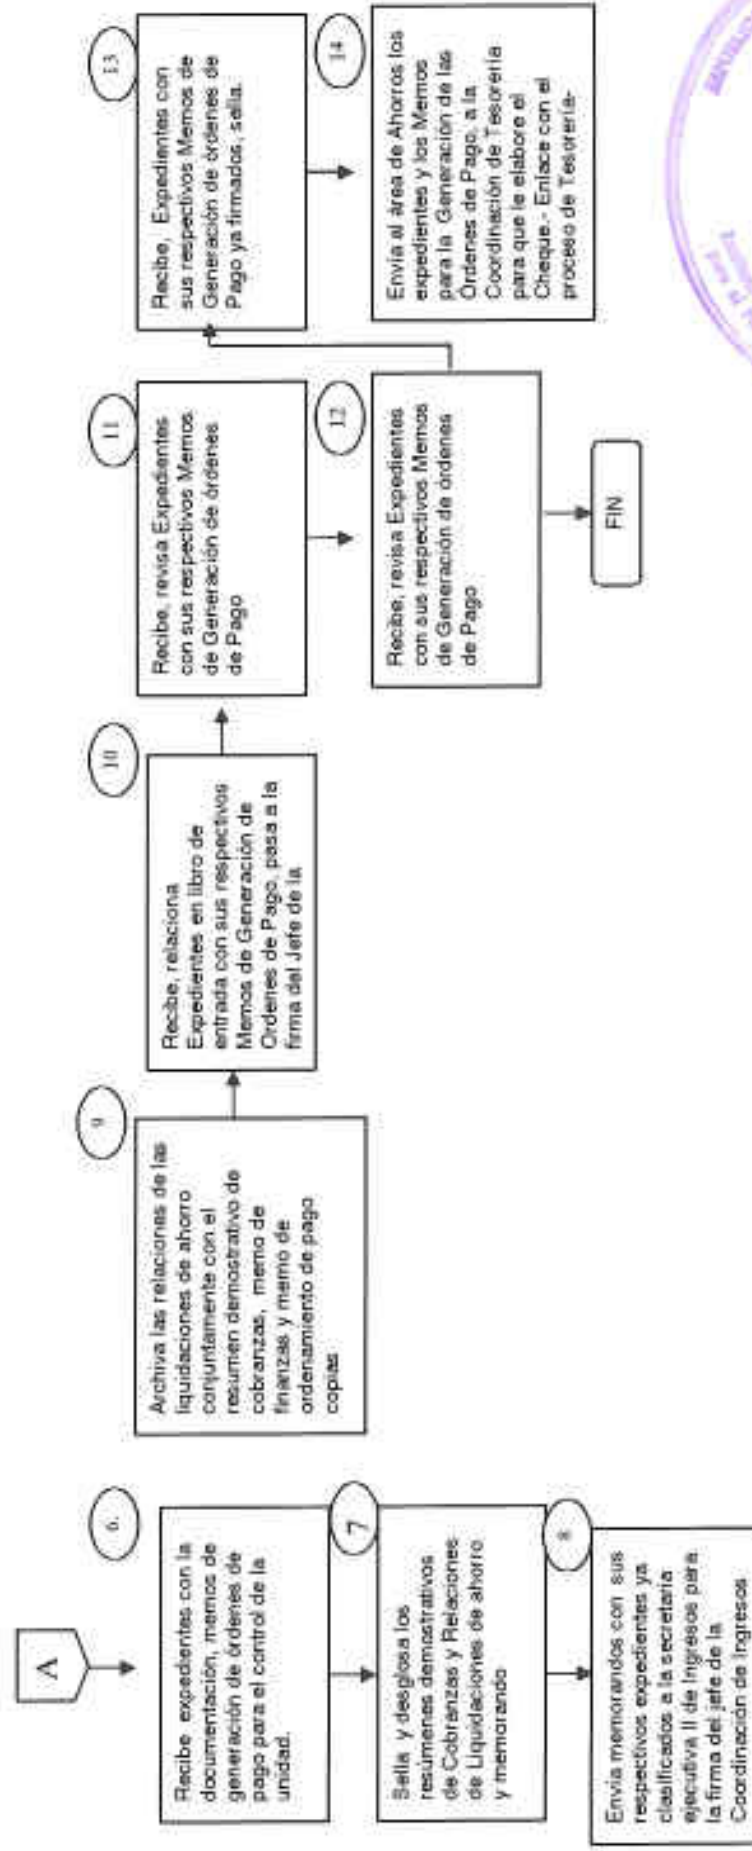 A
6.
Recibe expedientes con la
documentación, memos de
generación de órdenes de
pago para el control de la
unidad.
7
Sella y desglosa los
resúmenes demostrativos
de Cobranzas y Relaciones
de Liquidaciones de ahorro
y memorando
8
Envía memorandos con sus
respectivos expedientes ya
clasificados a la secretaria
ejecutiva II de Ingresos para
la firma del jefe de la
Coordinación de Ingresos
9
Archiva las relaciones de las
liquidaciones de ahorro
conjuntamente con el
resumen demostrativo de
cobranzas, memo de
finanzas y memo de
ordenamiento de pago
copias
10
Recibe, relaciona
Expedientes en libro de
entrada con sus respectivos
Memos de Generación de
Ordenes de Pago, pasa a la
firma del Jefe de la
11
Recibe, revisa Expedientes
con sus respectivos Memos
de Generación de órdenes
de Pago
12
Recibe, revisa Expedientes
con sus respectivos Memos
de Generación de órdenes
de Pago
FIN
13
Recibe, Expedientes con
sus respectivos Memos de
Generación de órdenes de
Pago ya firmados, sella.
14
Envía al área de Ahorros los
expedientes y los Memos
para la Generación de las
Órdenes de Pago, a la
Coordinación de Tesorería
para que le elabore el
Cheque.- Enlace con el
proceso de Tesorería-